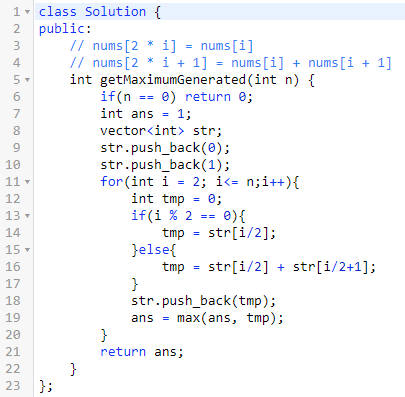 1 class Solution {
2 public:
3     // nums[2 * i] = nums[i]
4     // nums[2 * i + 1] = nums[i] + nums[i + 1]
5     int getMaximumGenerated(int n) {
6         if(n == 0) return 0;
7         int ans = 1;
8         vector<int> str;
9         str.push_back(0);
10         str.push_back(1);
11         for(int i = 2; i<= n;i++){
12             int tmp = 0;
13             if(i % 2 == 0){
14                 tmp = str[i/2];
15             }else{
16                 tmp = str[i/2] + str[i/2+1];
17             }
18             str.push_back(tmp);
19             ans = max(ans, tmp);
20         }
21         return ans;
22     }
23 };